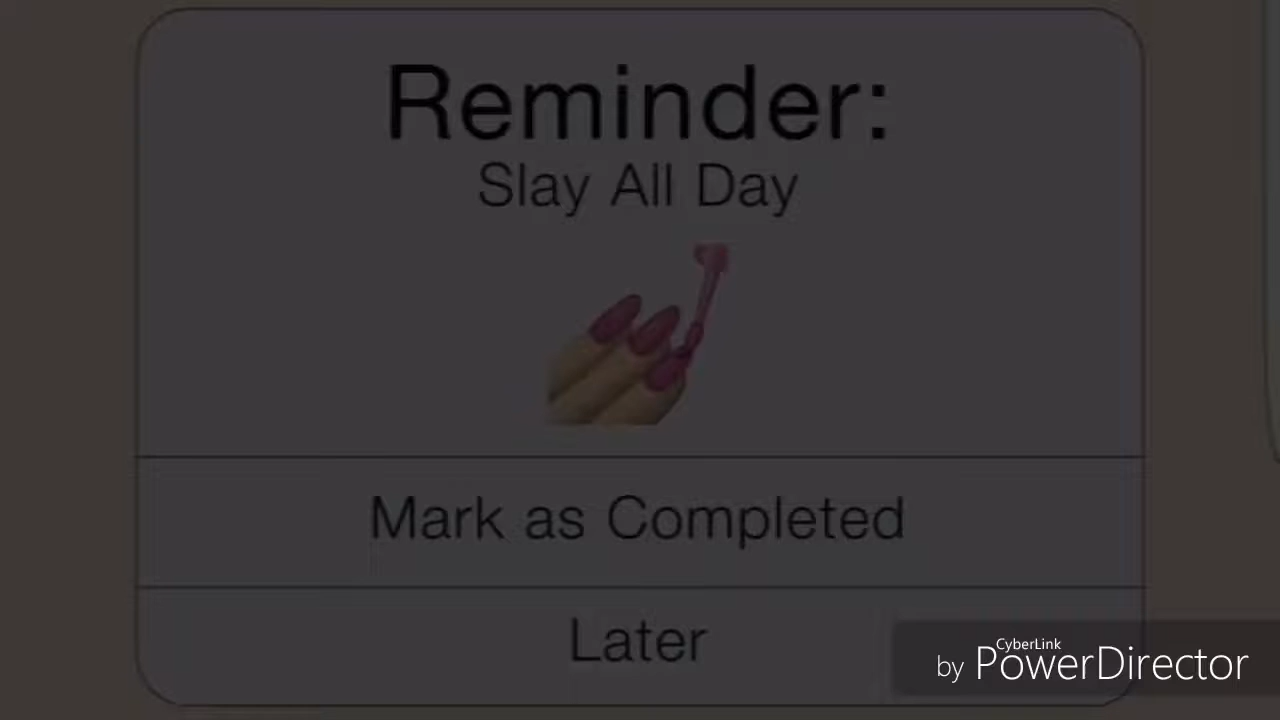 Reminder:
Slay All Day
Mark as Completed
Later
by CyberLink PowerDirector